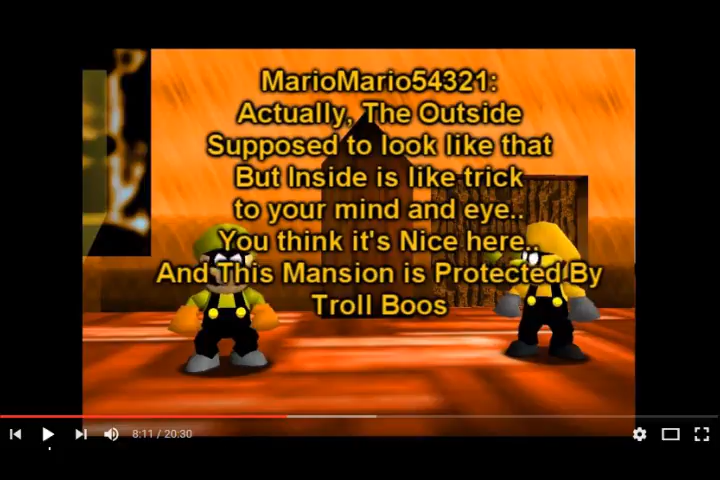 MarioMario54321:
Actually, The Outside
Supposed to look like that
But Inside is like trick
to your mind and eye..
You think it's Nice here..
And This Mansion is Protected By
Troll Boos
8:11 / 20:30